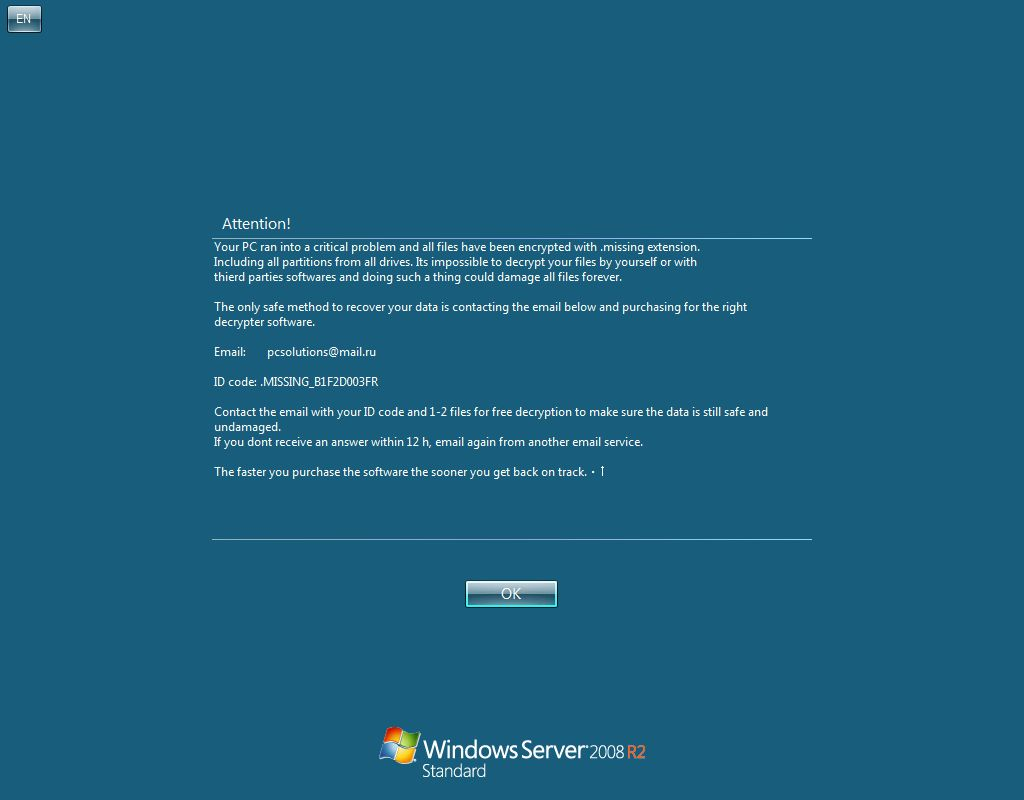 EN
Attention!
Your PC ran into a critical problem and all files have been encrypted with .missing extension.
Including all partitions from all drives. Its impossible to decrypt your files by yourself or with
thierd parties softwares and doing such a thing could damage all files forever.
The only safe method to recover your data is contacting the email below and purchasing for the right
decrypter software.
Email: pcsolutions@mail.ru
ID code: .MISSING_B1F2D003FR
Contact the email with your ID code and 1-2 files for free decryption to make sure the data is still safe and
undamaged.
If you dont receive an answer within 12 h, email again from another email service.
The faster you purchase the software the sooner you get back on track. · ↑
OK
Windows Server 2008 R2
Standard